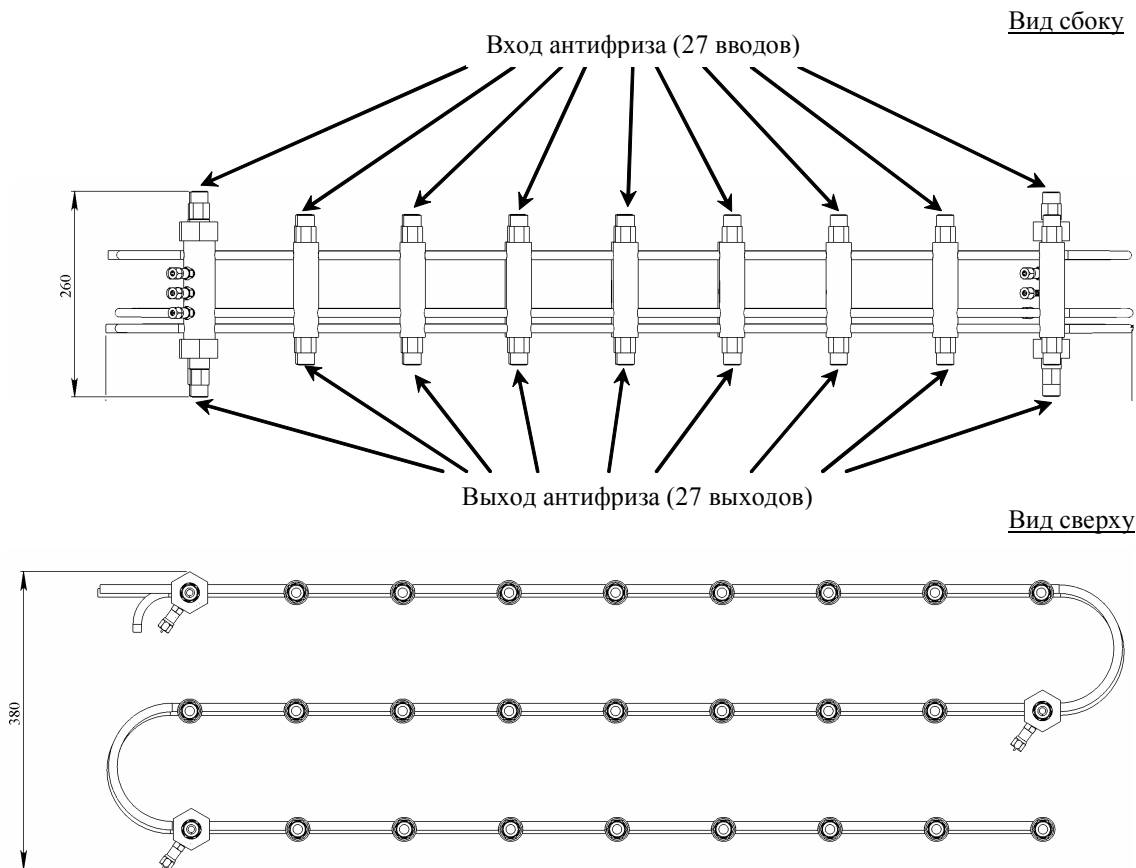 Вид сбоку
Вход антифриза (27 вводов)
260
Выход антифриза (27 выходов)
Вид сверху
380